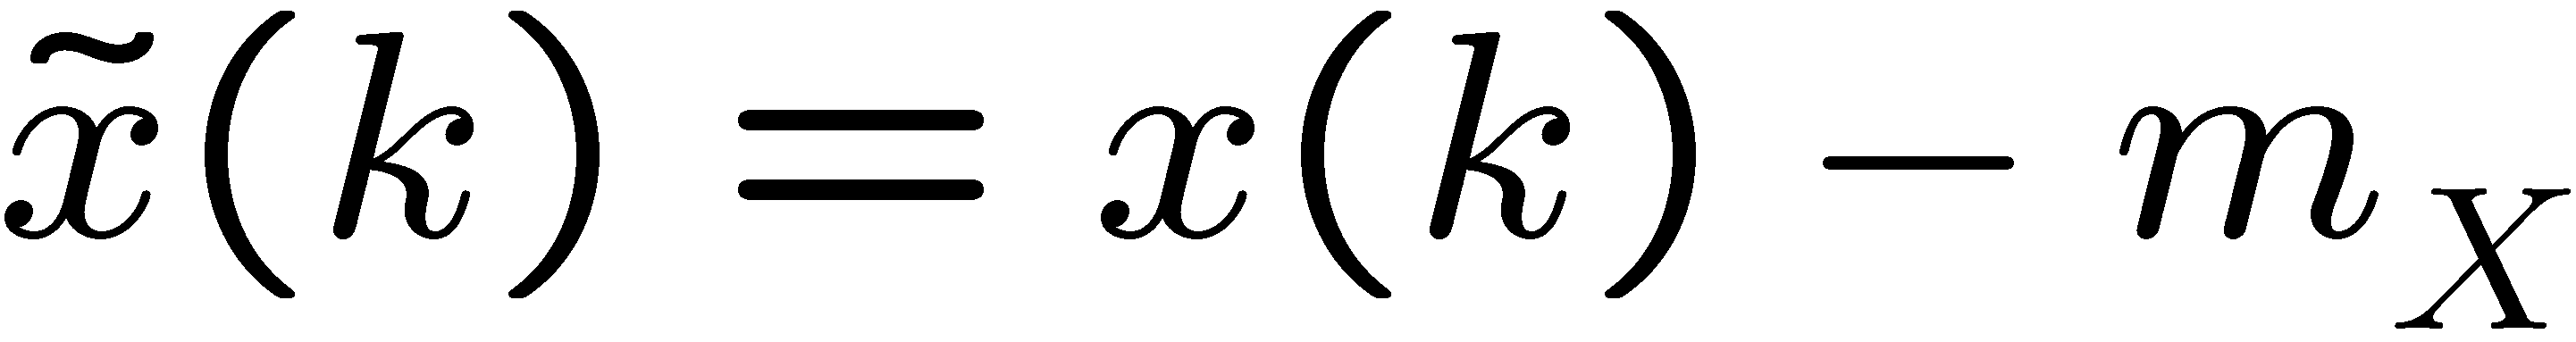 x̃(k) = x(k) − m_X